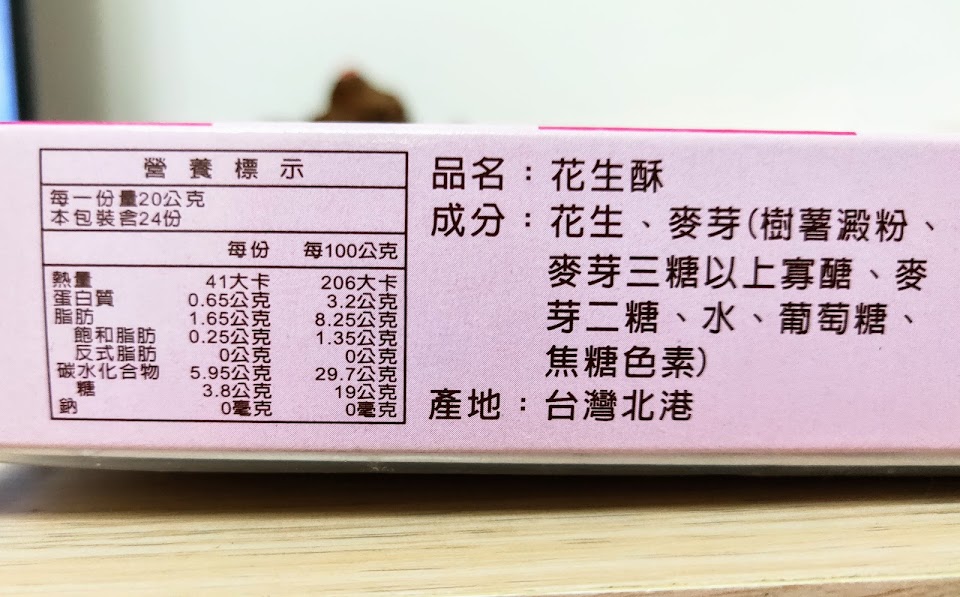 營養標示
每一份量20公克
本包裝含24份
每份 每100公克
熱量 41大卡 206大卡
蛋白質 0.65公克 3.2公克
脂肪 1.65公克 8.25公克
飽和脂肪 0.25公克 1.35公克
反式脂肪 0公克 0公克
碳水化合物 5.95公克 29.7公克
糖 3.8公克 19公克
鈉 0毫克 0毫克
品名：花生酥
成分：花生、麥芽(樹薯澱粉、
麥芽三糖以上寡醣、麥
芽二糖、水、葡萄糖、
焦糖色素)
產地：台灣北港